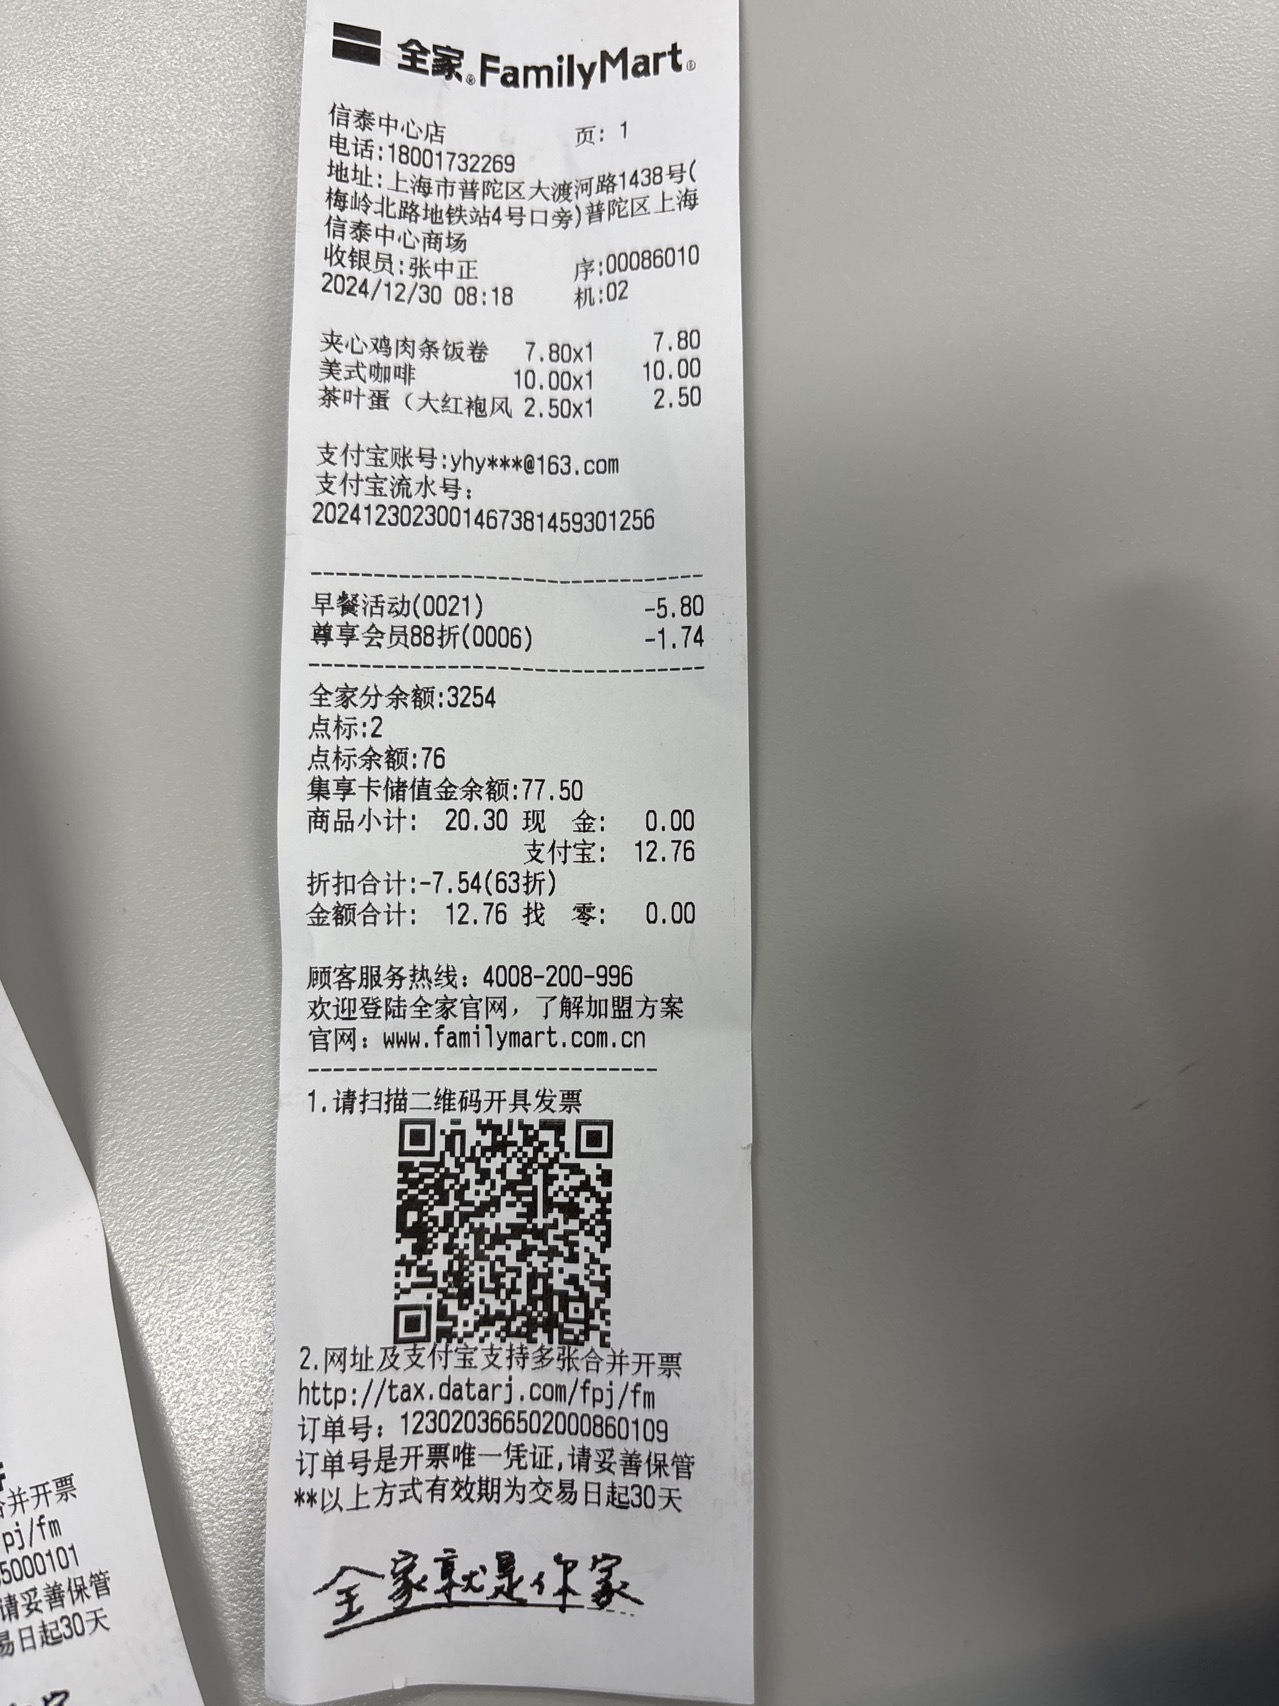 全家®FamilyMart®
信泰中心店 页: 1
电话:18001732269
地址:上海市普陀区大渡河路1438号(
梅岭北路地铁站4号口旁)普陀区上海
信泰中心商场
收银员:张中正 序:00086010
2024/12/30 08:18 机:02
夹心鸡肉条饭卷 7.80x1 7.80
美式咖啡 10.00x1 10.00
茶叶蛋（大红袍风 2.50x1 2.50
支付宝账号:yhy***@163.com
支付宝流水号:
2024123023001467381459301256
早餐活动(0021) -5.80
尊享会员88折(0006) -1.74
全家分余额:3254
点标:2
点标余额:76
集享卡储值金余额:77.50
商品小计: 20.30 现 金: 0.00
支付宝: 12.76
折扣合计:-7.54(63折)
金额合计: 12.76 找 零: 0.00
顾客服务热线: 4008-200-996
欢迎登陆全家官网，了解加盟方案
官网: www.familymart.com.cn
1.请扫描二维码开具发票
2.网址及支付宝支持多张合并开票
http://tax.datarj.com/fpj/fm
订单号: 123020366502000860109
订单号是开票唯一凭证,请妥善保管
**以上方式有效期为交易日起30天
全家就是你家
并开票
pj/fm
5000101
请妥善保管
易日起30天